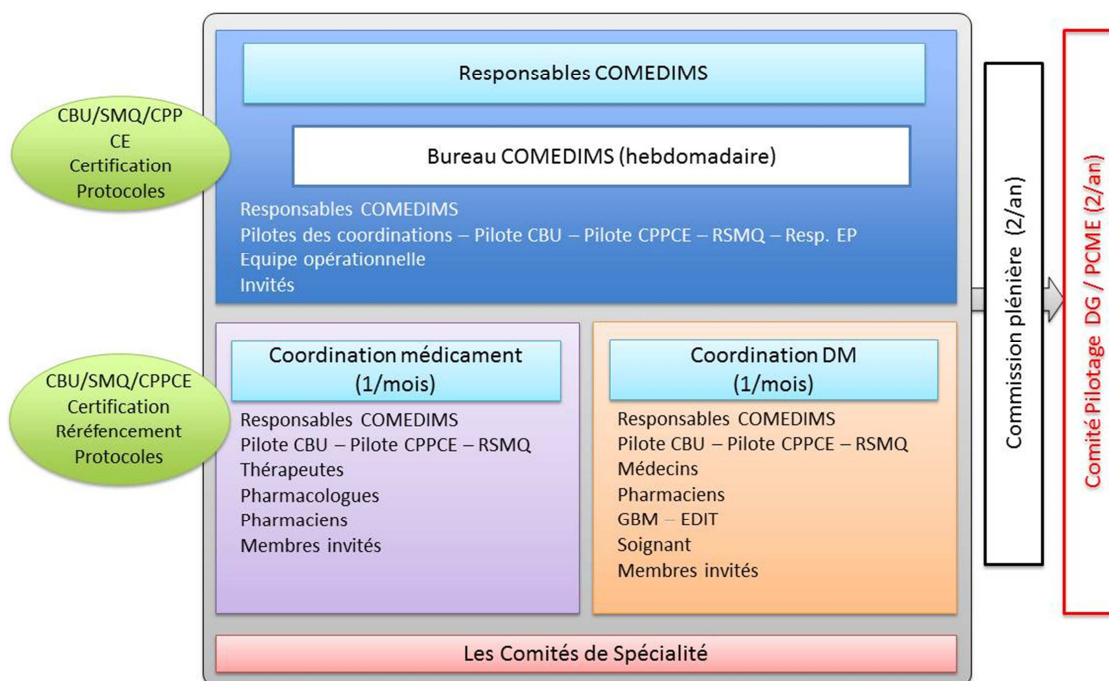 Responsables COMEDIMS
CBU/SMQ/CPP
CE
Certification
Protocoles
Bureau COMEDIMS (hebdomadaire)
Responsables COMEDIMS
Pilotes des coordinations – Pilote CBU – Pilote CPPCE – RSMQ – Resp. EP
Equipe opérationnelle
Invités
CBU/SMQ/CPPCE
Certification
Réréfencement
Protocoles
Coordination médicament
(1/mois)
Responsables COMEDIMS
Pilote CBU – Pilote CPPCE – RSMQ
Thérapeutes
Pharmacologues
Pharmaciens
Membres invités
Coordination DM
(1/mois)
Responsables COMEDIMS
Pilote CBU – Pilote CPPCE – RSMQ
Médecins
Pharmaciens
GBM – EDIT
Soignant
Membres invités
Les Comités de Spécialité
Commission plénière (2/an)
Comité Pilotage DG / PCME (2/an)